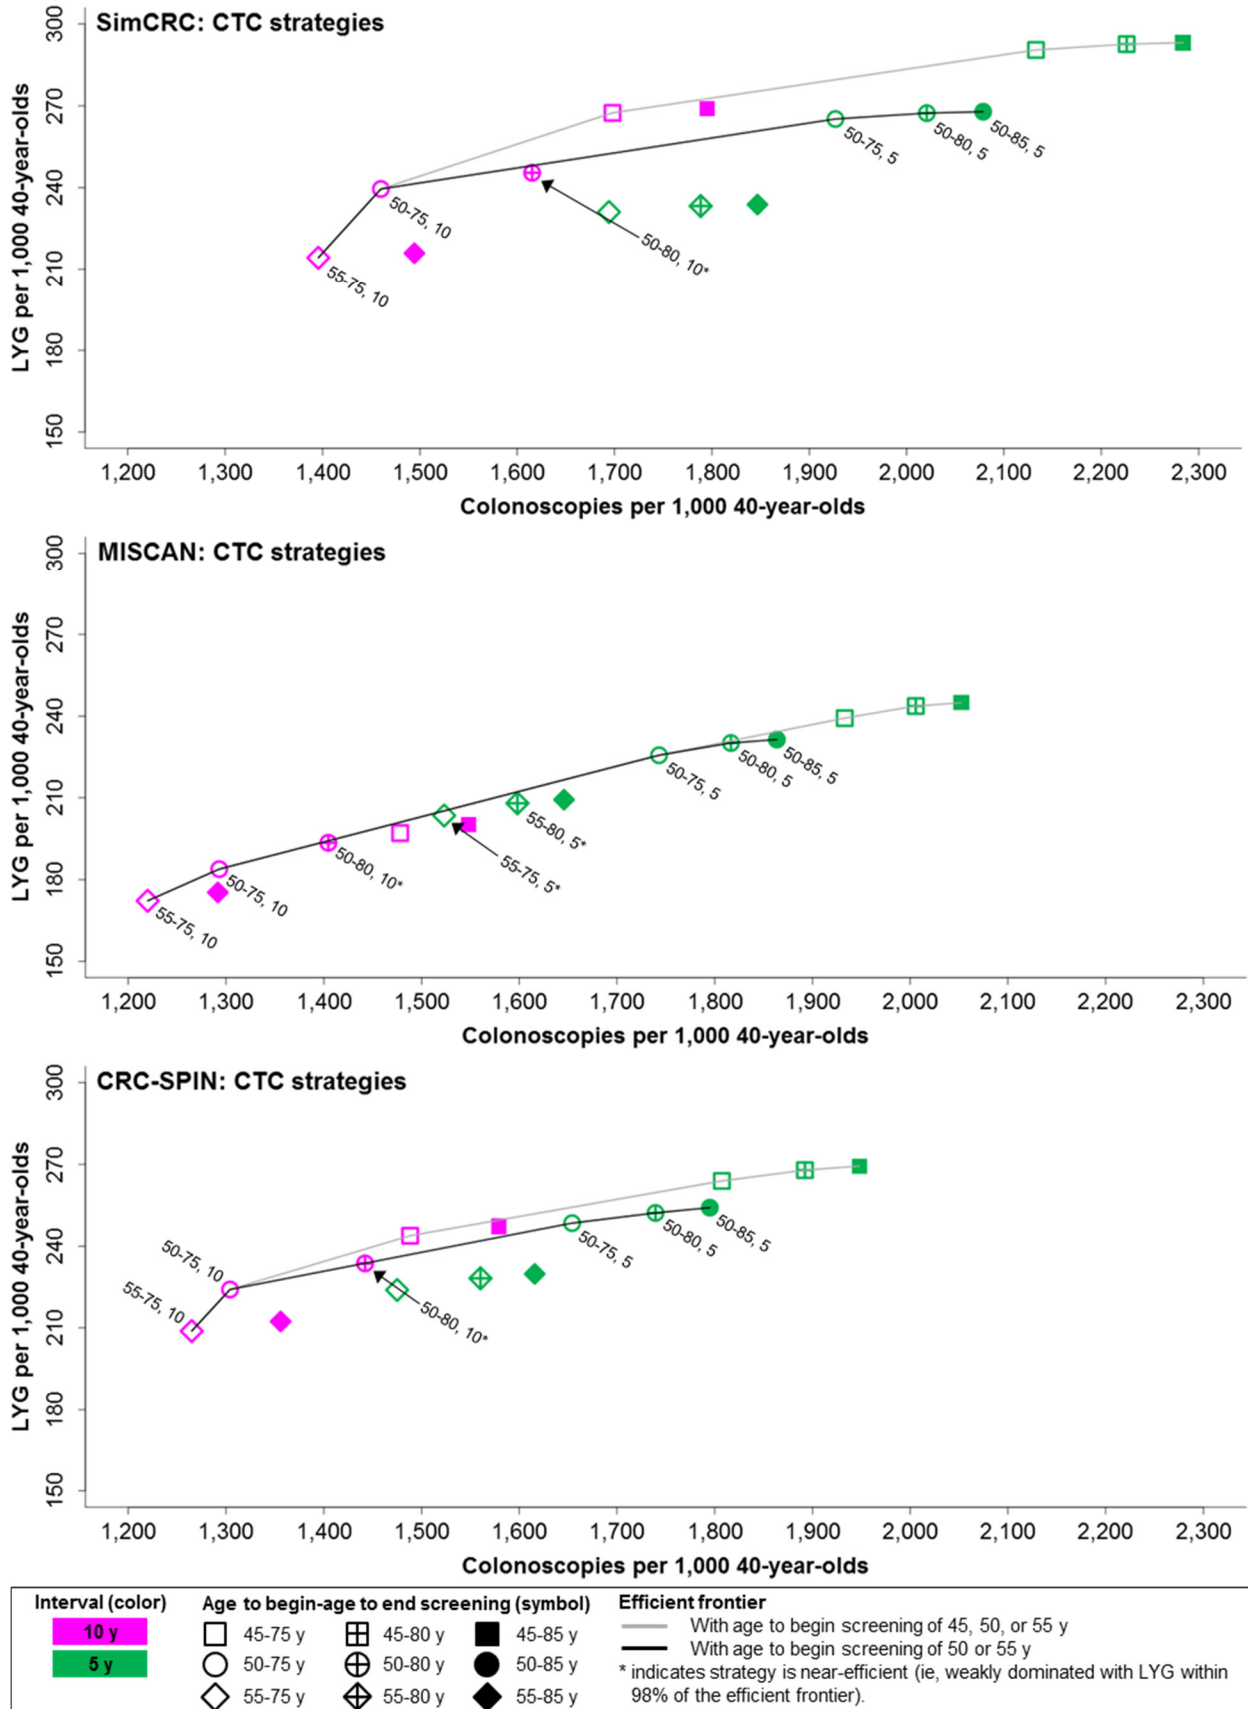 SimCRC: CTC strategies
LYG per 1,000 40-year-olds
300
270
240
210
180
150
50-75, 5
50-80, 5
50-85, 5
50-75, 10
50-80, 10*
55-75, 10
1,200 1,300 1,400 1,500 1,600 1,700 1,800 1,900 2,000 2,100 2,200 2,300
Colonoscopies per 1,000 40-year-olds
MISCAN: CTC strategies
LYG per 1,000 40-year-olds
300
270
240
210
180
150
50-75, 5
50-80, 5
50-85, 5
55-80, 5*
55-75, 5*
50-80, 10*
50-75, 10
55-75, 10
1,200 1,300 1,400 1,500 1,600 1,700 1,800 1,900 2,000 2,100 2,200 2,300
Colonoscopies per 1,000 40-year-olds
CRC-SPIN: CTC strategies
LYG per 1,000 40-year-olds
300
270
240
210
180
150
50-75, 10
55-75, 10
50-80, 10*
50-75, 5
50-80, 5
50-85, 5
1,200 1,300 1,400 1,500 1,600 1,700 1,800 1,900 2,000 2,100 2,200 2,300
Colonoscopies per 1,000 40-year-olds
Interval (color)
10 y
5 y
Age to begin-age to end screening (symbol)
45-75 y 45-80 y 45-85 y
50-75 y 50-80 y 50-85 y
55-75 y 55-80 y 55-85 y
Efficient frontier
With age to begin screening of 45, 50, or 55 y
With age to begin screening of 50 or 55 y
* indicates strategy is near-efficient (ie, weakly dominated with LYG within
98% of the efficient frontier).